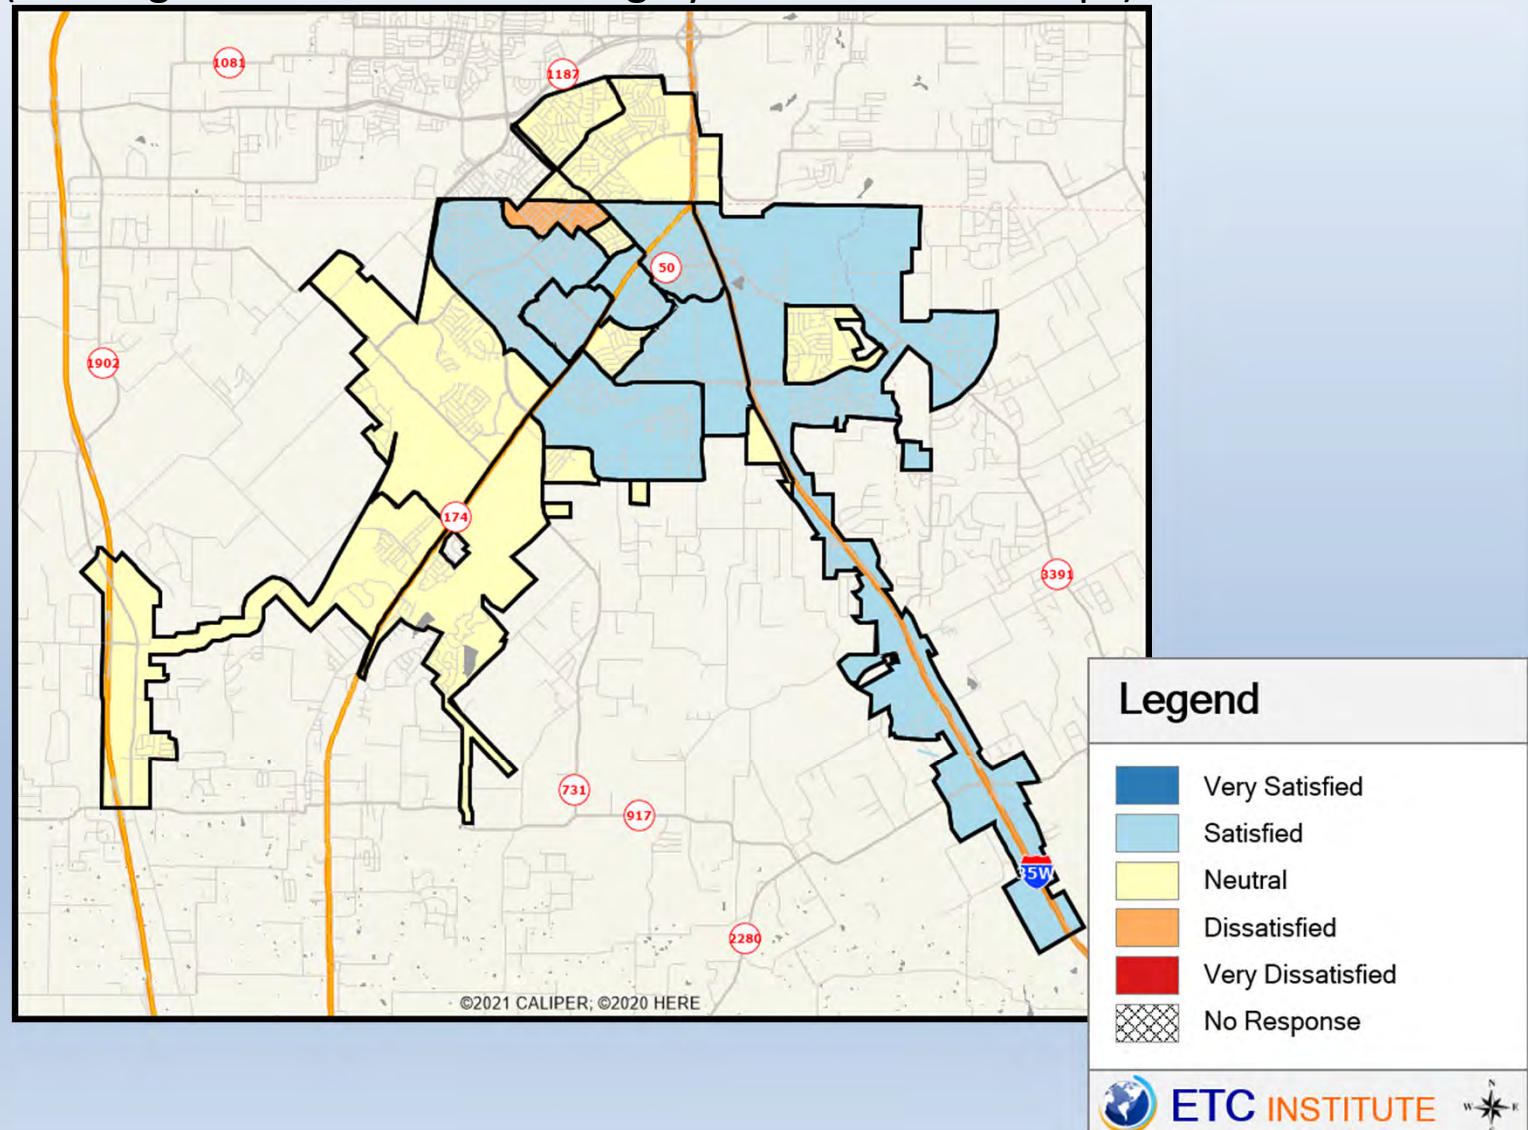 1081
1187
50
1902
174
3391
731
917
35W
2280
©2021 CALIPER; ©2020 HERE
Legend
Very Satisfied
Satisfied
Neutral
Dissatisfied
Very Dissatisfied
No Response
ETC INSTITUTE
N
W E